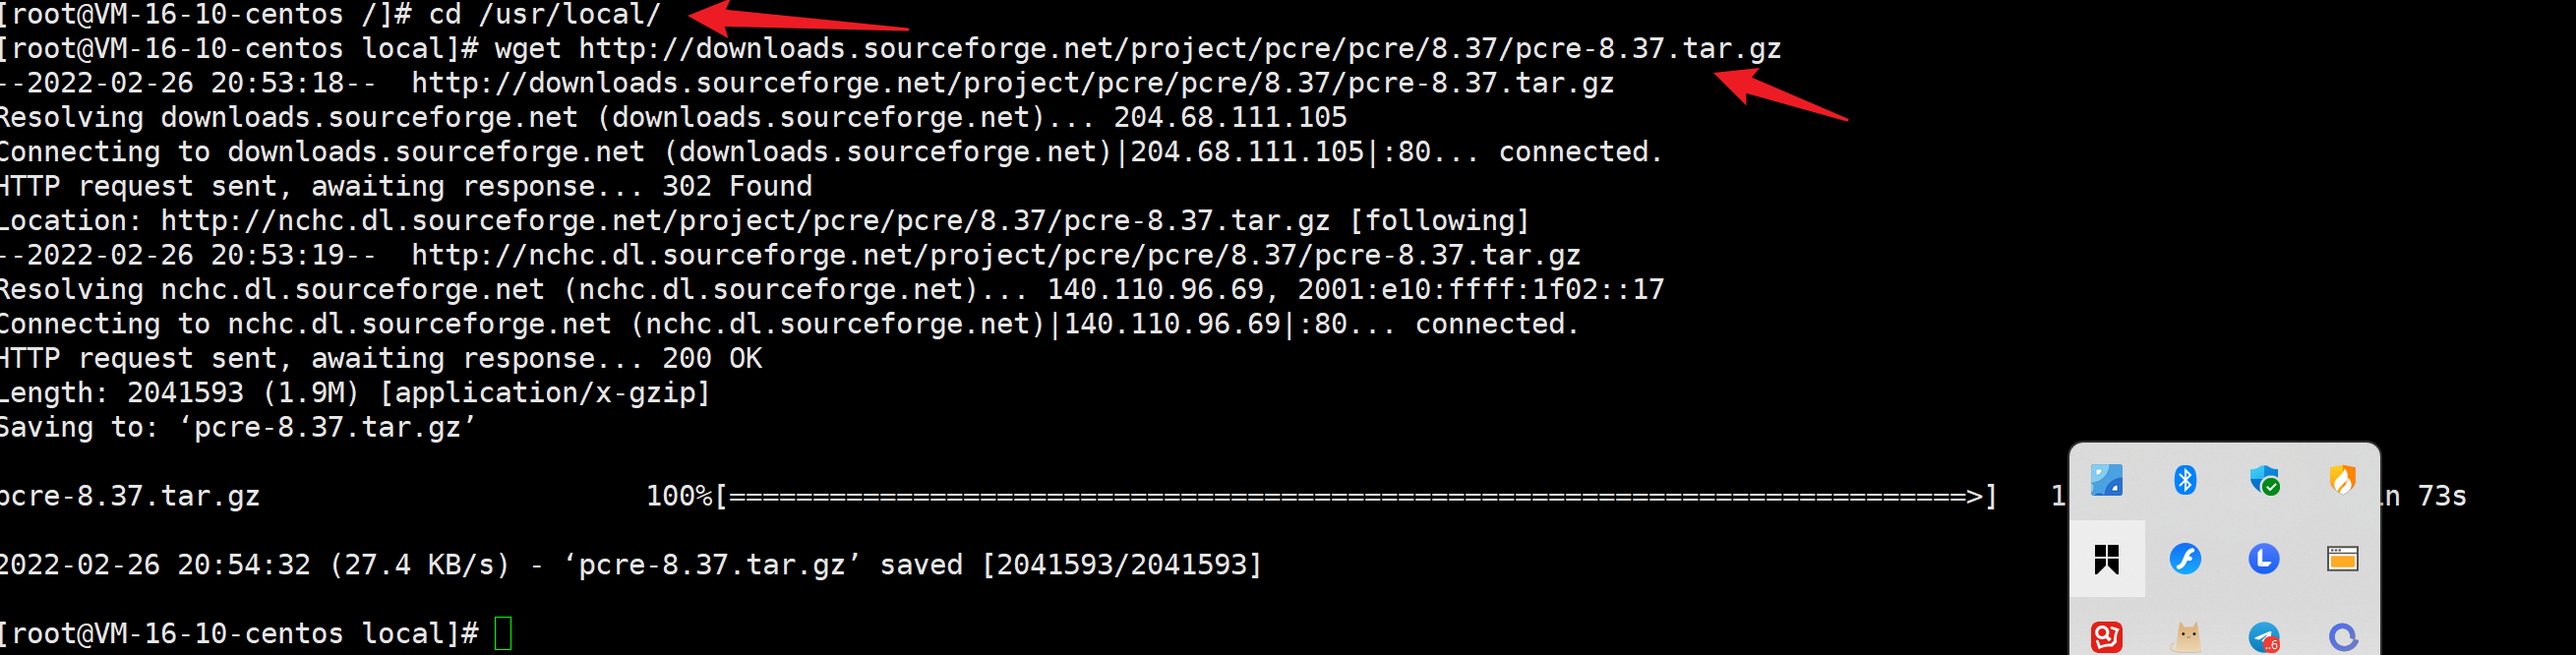 [root@VM-16-10-centos /]# cd /usr/local/
[root@VM-16-10-centos local]# wget http://downloads.sourceforge.net/project/pcre/pcre/8.37/pcre-8.37.tar.gz
--2022-02-26 20:53:18--  http://downloads.sourceforge.net/project/pcre/pcre/8.37/pcre-8.37.tar.gz
Resolving downloads.sourceforge.net (downloads.sourceforge.net)... 204.68.111.105
Connecting to downloads.sourceforge.net (downloads.sourceforge.net)|204.68.111.105|:80... connected.
HTTP request sent, awaiting response... 302 Found
Location: http://nchc.dl.sourceforge.net/project/pcre/pcre/8.37/pcre-8.37.tar.gz [following]
--2022-02-26 20:53:19--  http://nchc.dl.sourceforge.net/project/pcre/pcre/8.37/pcre-8.37.tar.gz
Resolving nchc.dl.sourceforge.net (nchc.dl.sourceforge.net)... 140.110.96.69, 2001:e10:ffff:1f02::17
Connecting to nchc.dl.sourceforge.net (nchc.dl.sourceforge.net)|140.110.96.69|:80... connected.
HTTP request sent, awaiting response... 200 OK
Length: 2041593 (1.9M) [application/x-gzip]
Saving to: ‘pcre-8.37.tar.gz’
pcre-8.37.tar.gz 100%[==========================================================================>] 1 in 73s
2022-02-26 20:54:32 (27.4 KB/s) - ‘pcre-8.37.tar.gz’ saved [2041593/2041593]
[root@VM-16-10-centos local]#